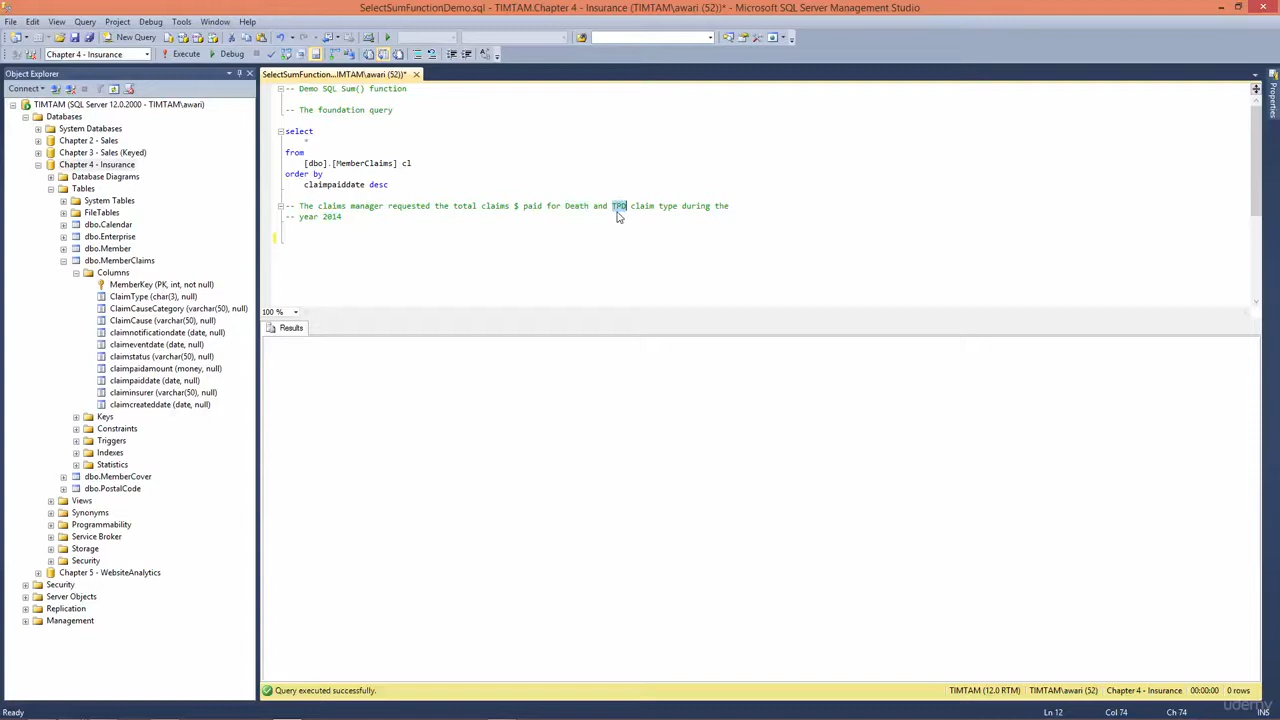 SelectSumFunctionDemo.sql - TIMTAM.Chapter 4 - Insurance (TIMTAM\awari (52))* - Microsoft SQL Server Management Studio
File Edit View Query Project Debug Tools Window Help
New Query
Chapter 4 - Insurance Execute Debug
Object Explorer
Connect
TIMTAM (SQL Server 12.0.2000 - TIMTAM\awari)
Databases
System Databases
Chapter 2 - Sales
Chapter 3 - Sales (Keyed)
Chapter 4 - Insurance
Database Diagrams
Tables
System Tables
FileTables
dbo.Calendar
dbo.Enterprise
dbo.Member
dbo.MemberClaims
Columns
MemberKey (PK, int, not null)
ClaimType (char(3), null)
ClaimCauseCategory (varchar(50), null)
ClaimCause (varchar(50), null)
claimnotificationdate (date, null)
claimeventdate (date, null)
claimstatus (varchar(50), null)
claimpaidamount (money, null)
claimpaiddate (date, null)
claiminsurer (varchar(50), null)
claimcreateddate (date, null)
Keys
Constraints
Triggers
Indexes
Statistics
dbo.MemberCover
dbo.PostalCode
Views
Synonyms
Programmability
Service Broker
Storage
Security
Chapter 5 - WebsiteAnalytics
Security
Server Objects
Replication
Management
SelectSumFunction...IMTAM\awari (52))*
-- Demo SQL Sum() function
-- The foundation query
select
*
from
[dbo].[MemberClaims] cl
order by
claimpaiddate desc
-- The claims manager requested the total claims $ paid for Death and TPD claim type during the
-- year 2014
100 %
Results
Query executed successfully.
TIMTAM (12.0 RTM) TIMTAM\awari (52) Chapter 4 - Insurance 00:00:00 0 rows
Ln 12 Col 74 Ch 74 INS
Properties
udemy